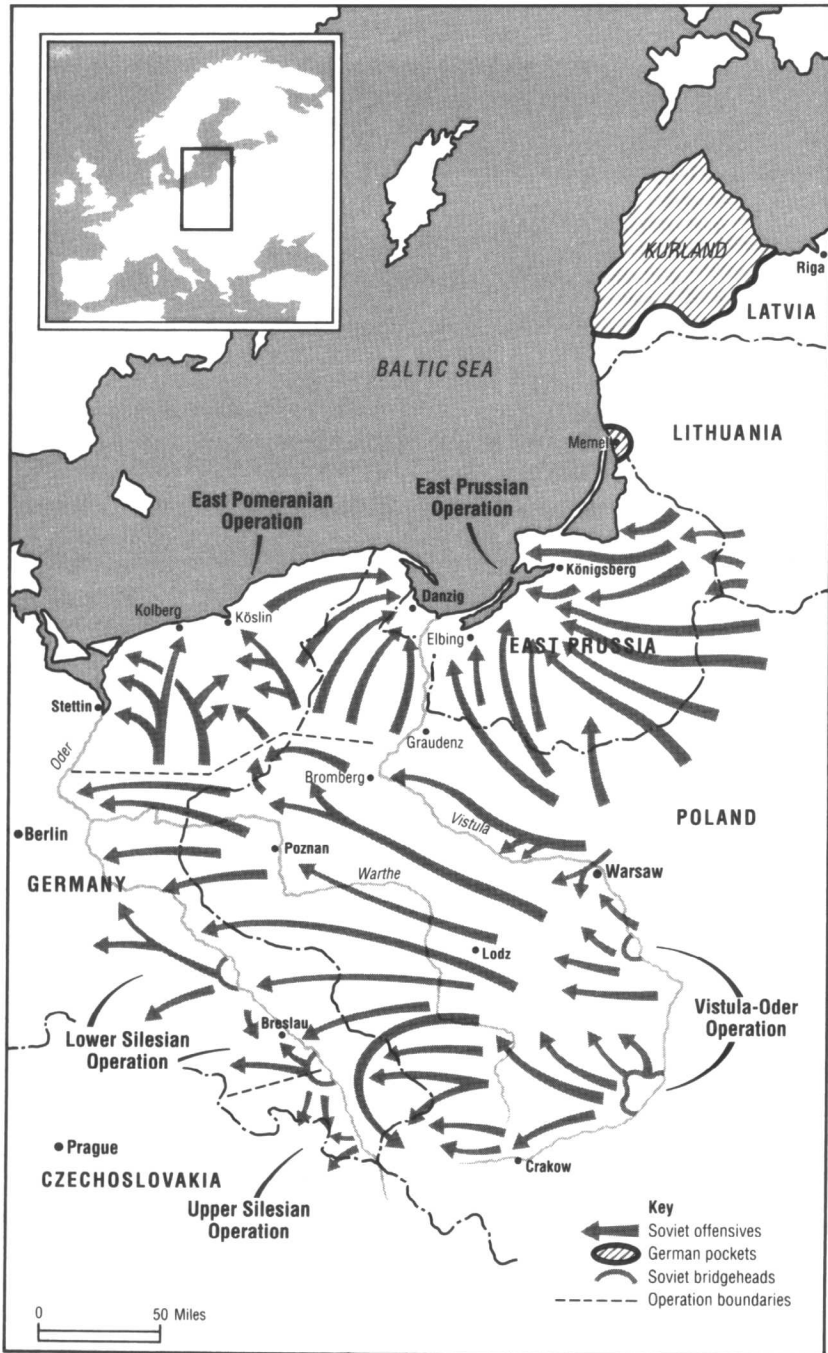 KURLAND
Riga
LATVIA
BALTIC SEA
LITHUANIA
Memel
East Pomeranian
Operation
East Prussian
Operation
Königsberg
Danzig
Kolberg
Köslin
Elbing
EAST PRUSSIA
Stettin
Oder
Graudenz
Bromberg
POLAND
Vistula
Berlin
Poznan
Warsaw
GERMANY
Warthe
Lodz
Vistula-Oder
Operation
Lower Silesian
Operation
Breslau
Prague
CZECHOSLOVAKIA
Crakow
Upper Silesian
Operation
Key
Soviet offensives
German pockets
Soviet bridgeheads
Operation boundaries
0 50 Miles